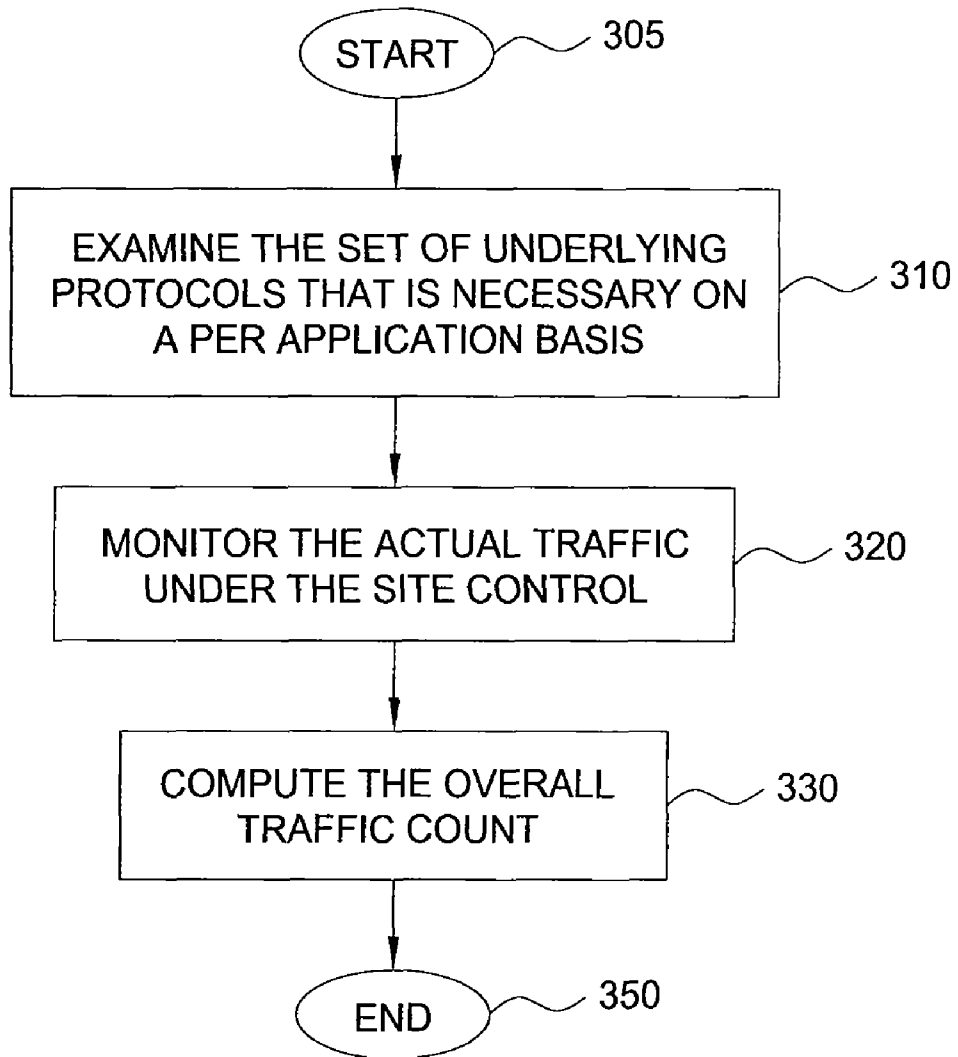 START
305
EXAMINE THE SET OF UNDERLYING
PROTOCOLS THAT IS NECESSARY ON
A PER APPLICATION BASIS
310
MONITOR THE ACTUAL TRAFFIC
UNDER THE SITE CONTROL
320
COMPUTE THE OVERALL
TRAFFIC COUNT
330
END
350